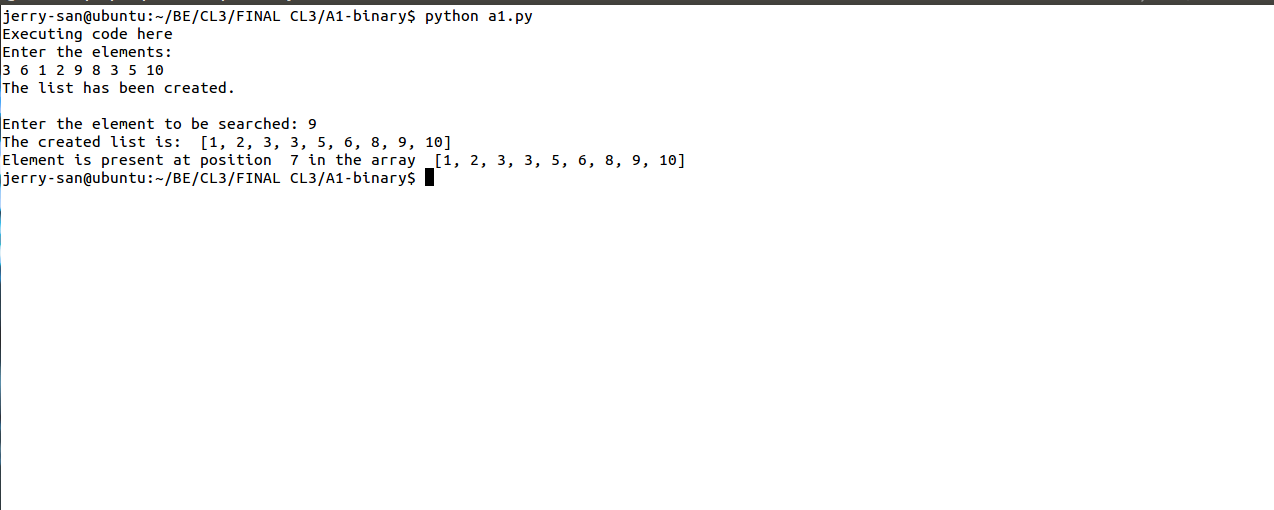 jerry-san@ubuntu:~/BE/CL3/FINAL CL3/A1-binary$ python a1.py
Executing code here
Enter the elements:
3 6 1 2 9 8 3 5 10
The list has been created.
Enter the element to be searched: 9
The created list is:  [1, 2, 3, 3, 5, 6, 8, 9, 10]
Element is present at position  7 in the array  [1, 2, 3, 3, 5, 6, 8, 9, 10]
jerry-san@ubuntu:~/BE/CL3/FINAL CL3/A1-binary$